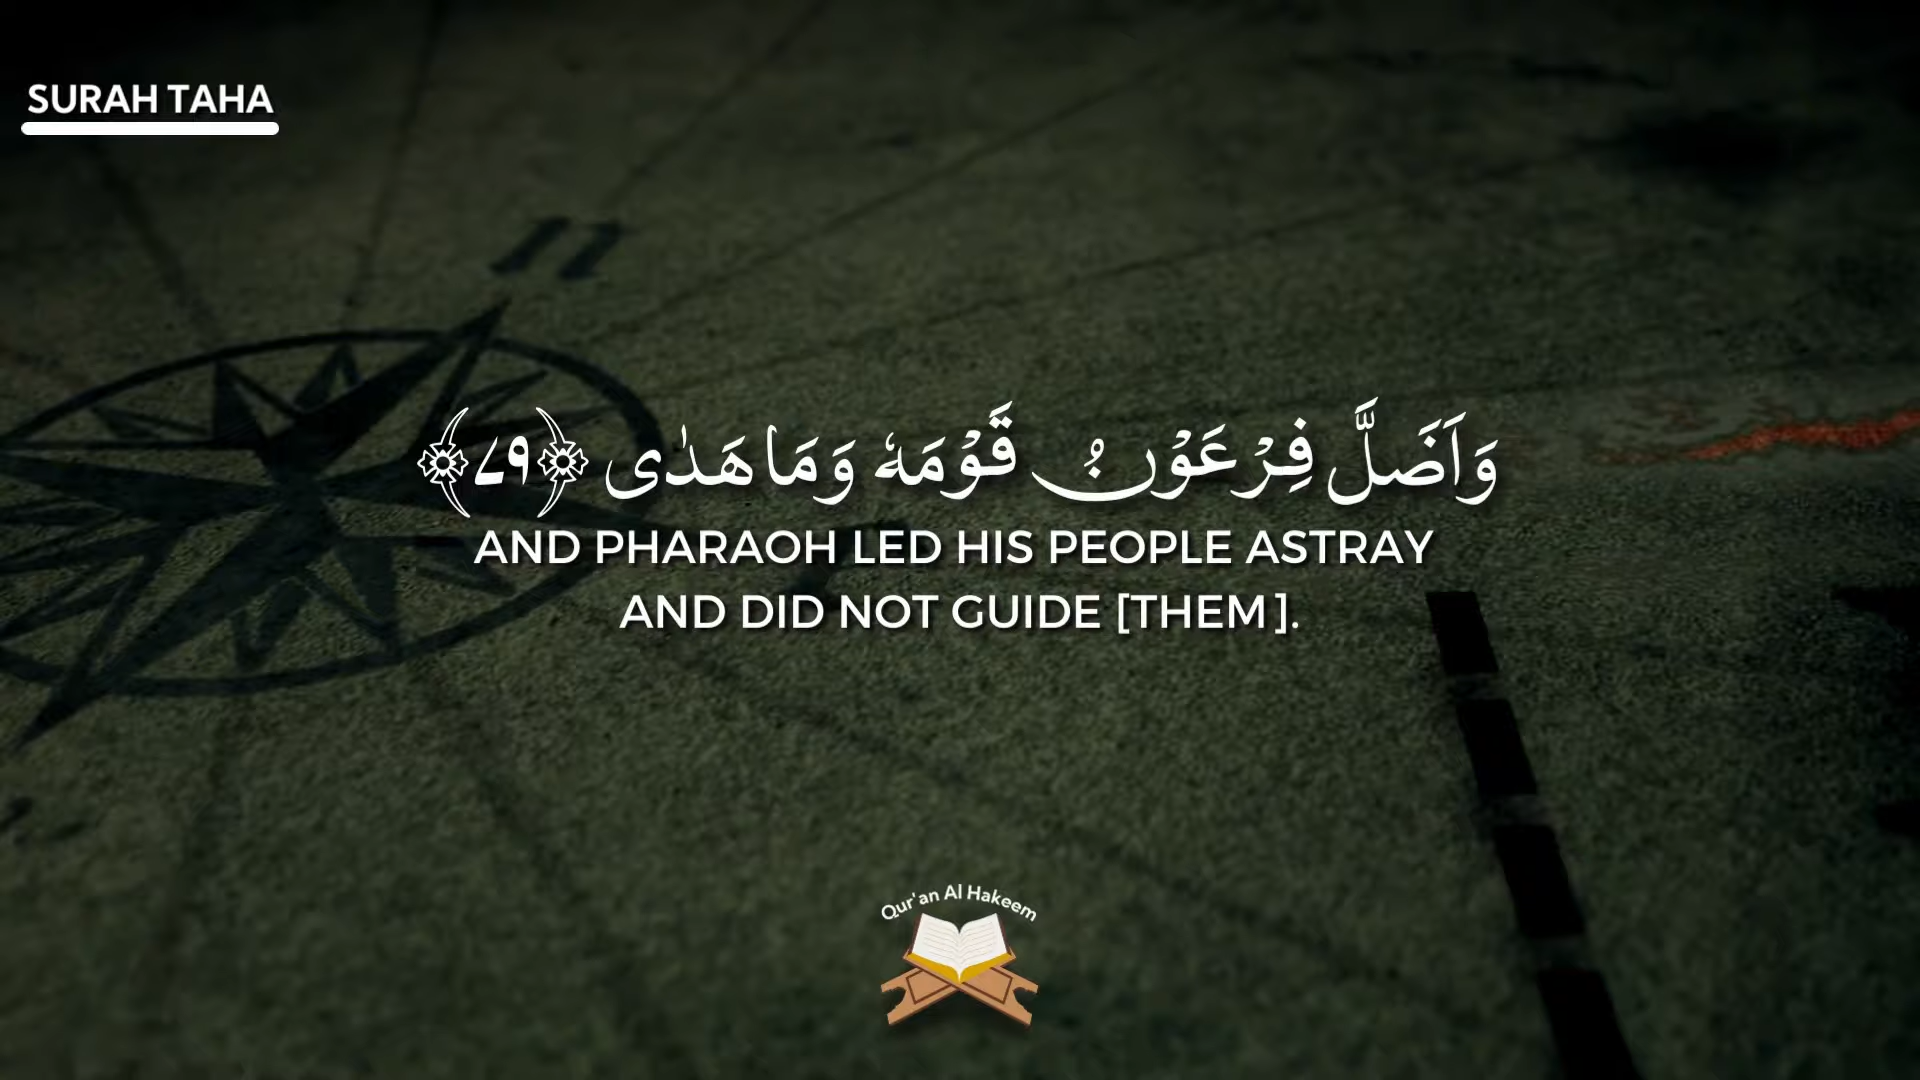 SURAH TAHA
وَاَضَلَّ فِرْعَوْنُ قَوْمَهٗ وَمَا هَدٰى ﴿٧٩﴾
AND PHARAOH LED HIS PEOPLE ASTRAY
AND DID NOT GUIDE [THEM].
Qur'an Al Hakeem